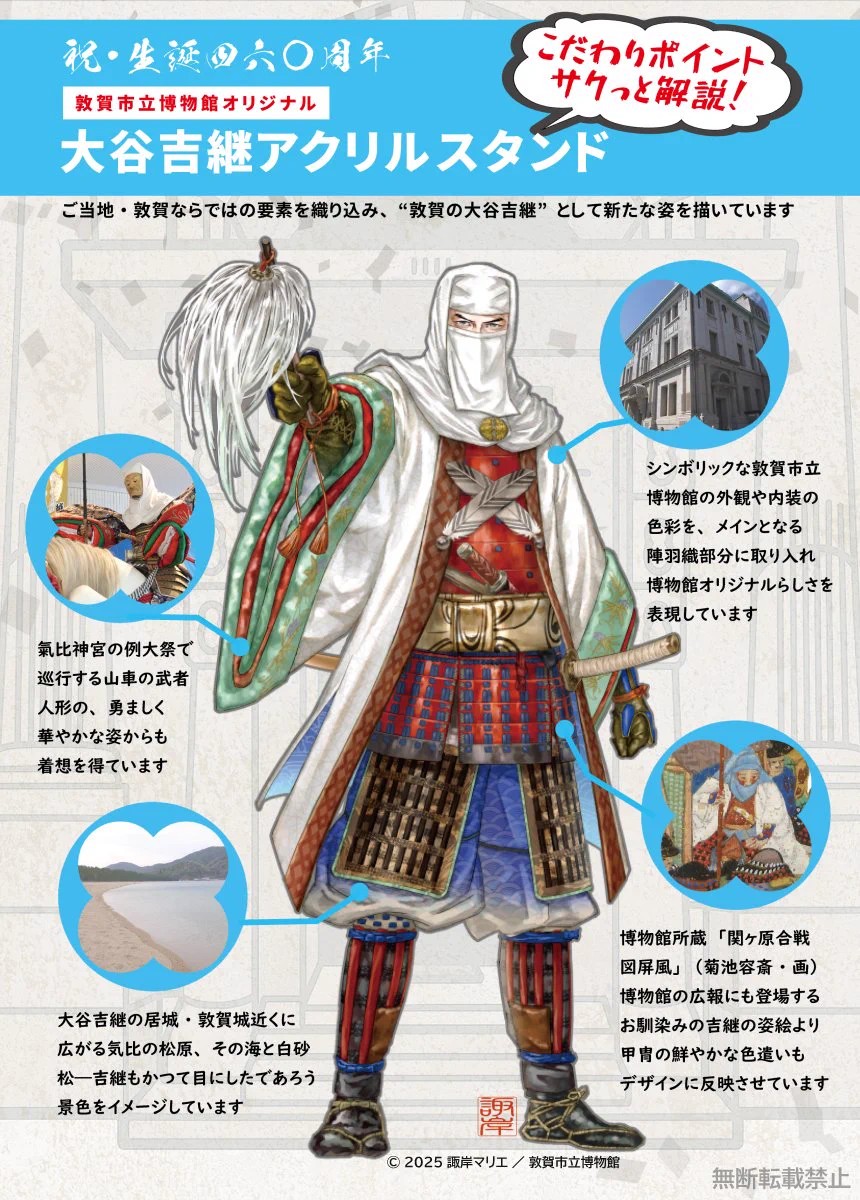 祝・生誕四六〇周年
こだわりポイント
サクっと解説!
敦賀市立博物館オリジナル
大谷吉継アクリルスタンド
ご当地・敦賀ならではの要素を織り込み、“敦賀の大谷吉継” として新たな姿を描いています
シンボリックな敦賀市立
博物館の外観や内装の
色彩を、メインとなる
陣羽織部分に取り入れ
博物館オリジナルらしさを
表現しています
氣比神宮の例大祭で
巡行する山車の武者
人形の、勇ましく
華やかな姿からも
着想を得ています
博物館所蔵「関ヶ原合戦
図屏風」（菊池容斎・画）
博物館の広報にも登場する
お馴染みの吉継の姿絵より
甲冑の鮮やかな色遣いも
デザインに反映させています
大谷吉継の居城・敦賀城近くに
広がる気比の松原、その海と白砂
松―吉継もかつて目にしたであろう
景色をイメージしています
諏岸
© 2025 諏岸マリエ／敦賀市立博物館
無断転載禁止